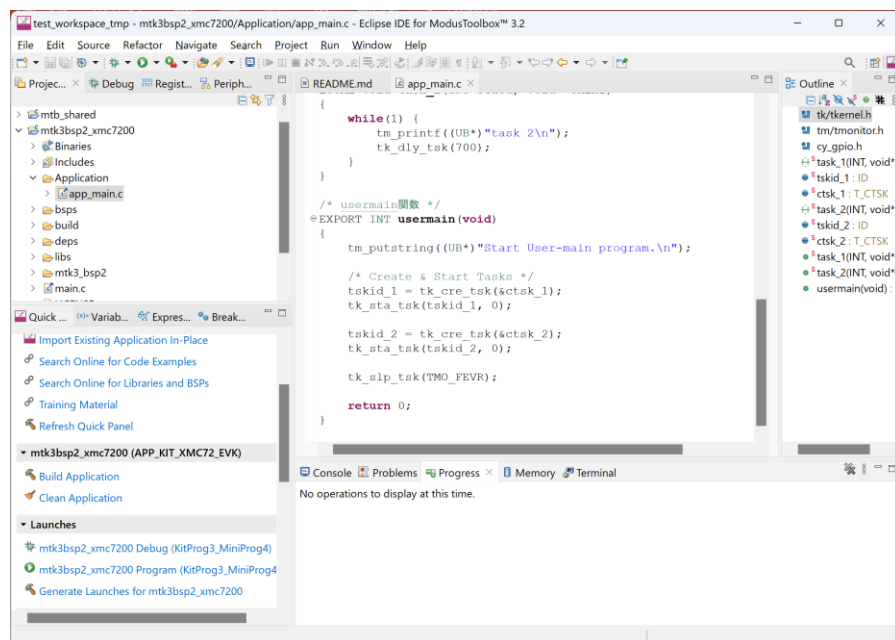 test_workspace_tmp - mtk3bsp2_xmc7200/Application/app_main.c - Eclipse IDE for ModusToolbox™ 3.2
File Edit Source Refactor Navigate Search Project Run Window Help
Projec... Debug Regist... Periph...
mtb_shared
mtk3bsp2_xmc7200
Binaries
Includes
Application
app_main.c
bsps
build
deps
libs
mtk3_bsp2
main.c
README.md app_main.c
{
while(1) {
tm_printf((UB*)"task 2\n");
tk_dly_tsk(700);
}
}
/* usermain関数 */
EXPORT INT usermain(void)
{
tm_putstring((UB*)"Start User-main program.\n");
/* Create & Start Tasks */
tskid_1 = tk_cre_tsk(&ctsk_1);
tk_sta_tsk(tskid_1, 0);
tskid_2 = tk_cre_tsk(&ctsk_2);
tk_sta_tsk(tskid_2, 0);
tk_slp_tsk(TMO_FEVR);
return 0;
}
Outline
tk/tkernel.h
tm/tmonitor.h
cy_gpio.h
task_1(INT, void*
tskid_1 : ID
ctsk_1 : T_CTSK
task_2(INT, void*
tskid_2 : ID
ctsk_2 : T_CTSK
task_1(INT, void*
task_2(INT, void*
usermain(void) :
Quick ... Variab... Expres... Break...
Import Existing Application In-Place
Search Online for Code Examples
Search Online for Libraries and BSPs
Training Material
Refresh Quick Panel
mtk3bsp2_xmc7200 (APP_KIT_XMC72_EVK)
Build Application
Clean Application
Launches
mtk3bsp2_xmc7200 Debug (KitProg3_MiniProg4)
mtk3bsp2_xmc7200 Program (KitProg3_MiniProg4
Generate Launches for mtk3bsp2_xmc7200
Console Problems Progress Memory Terminal
No operations to display at this time.